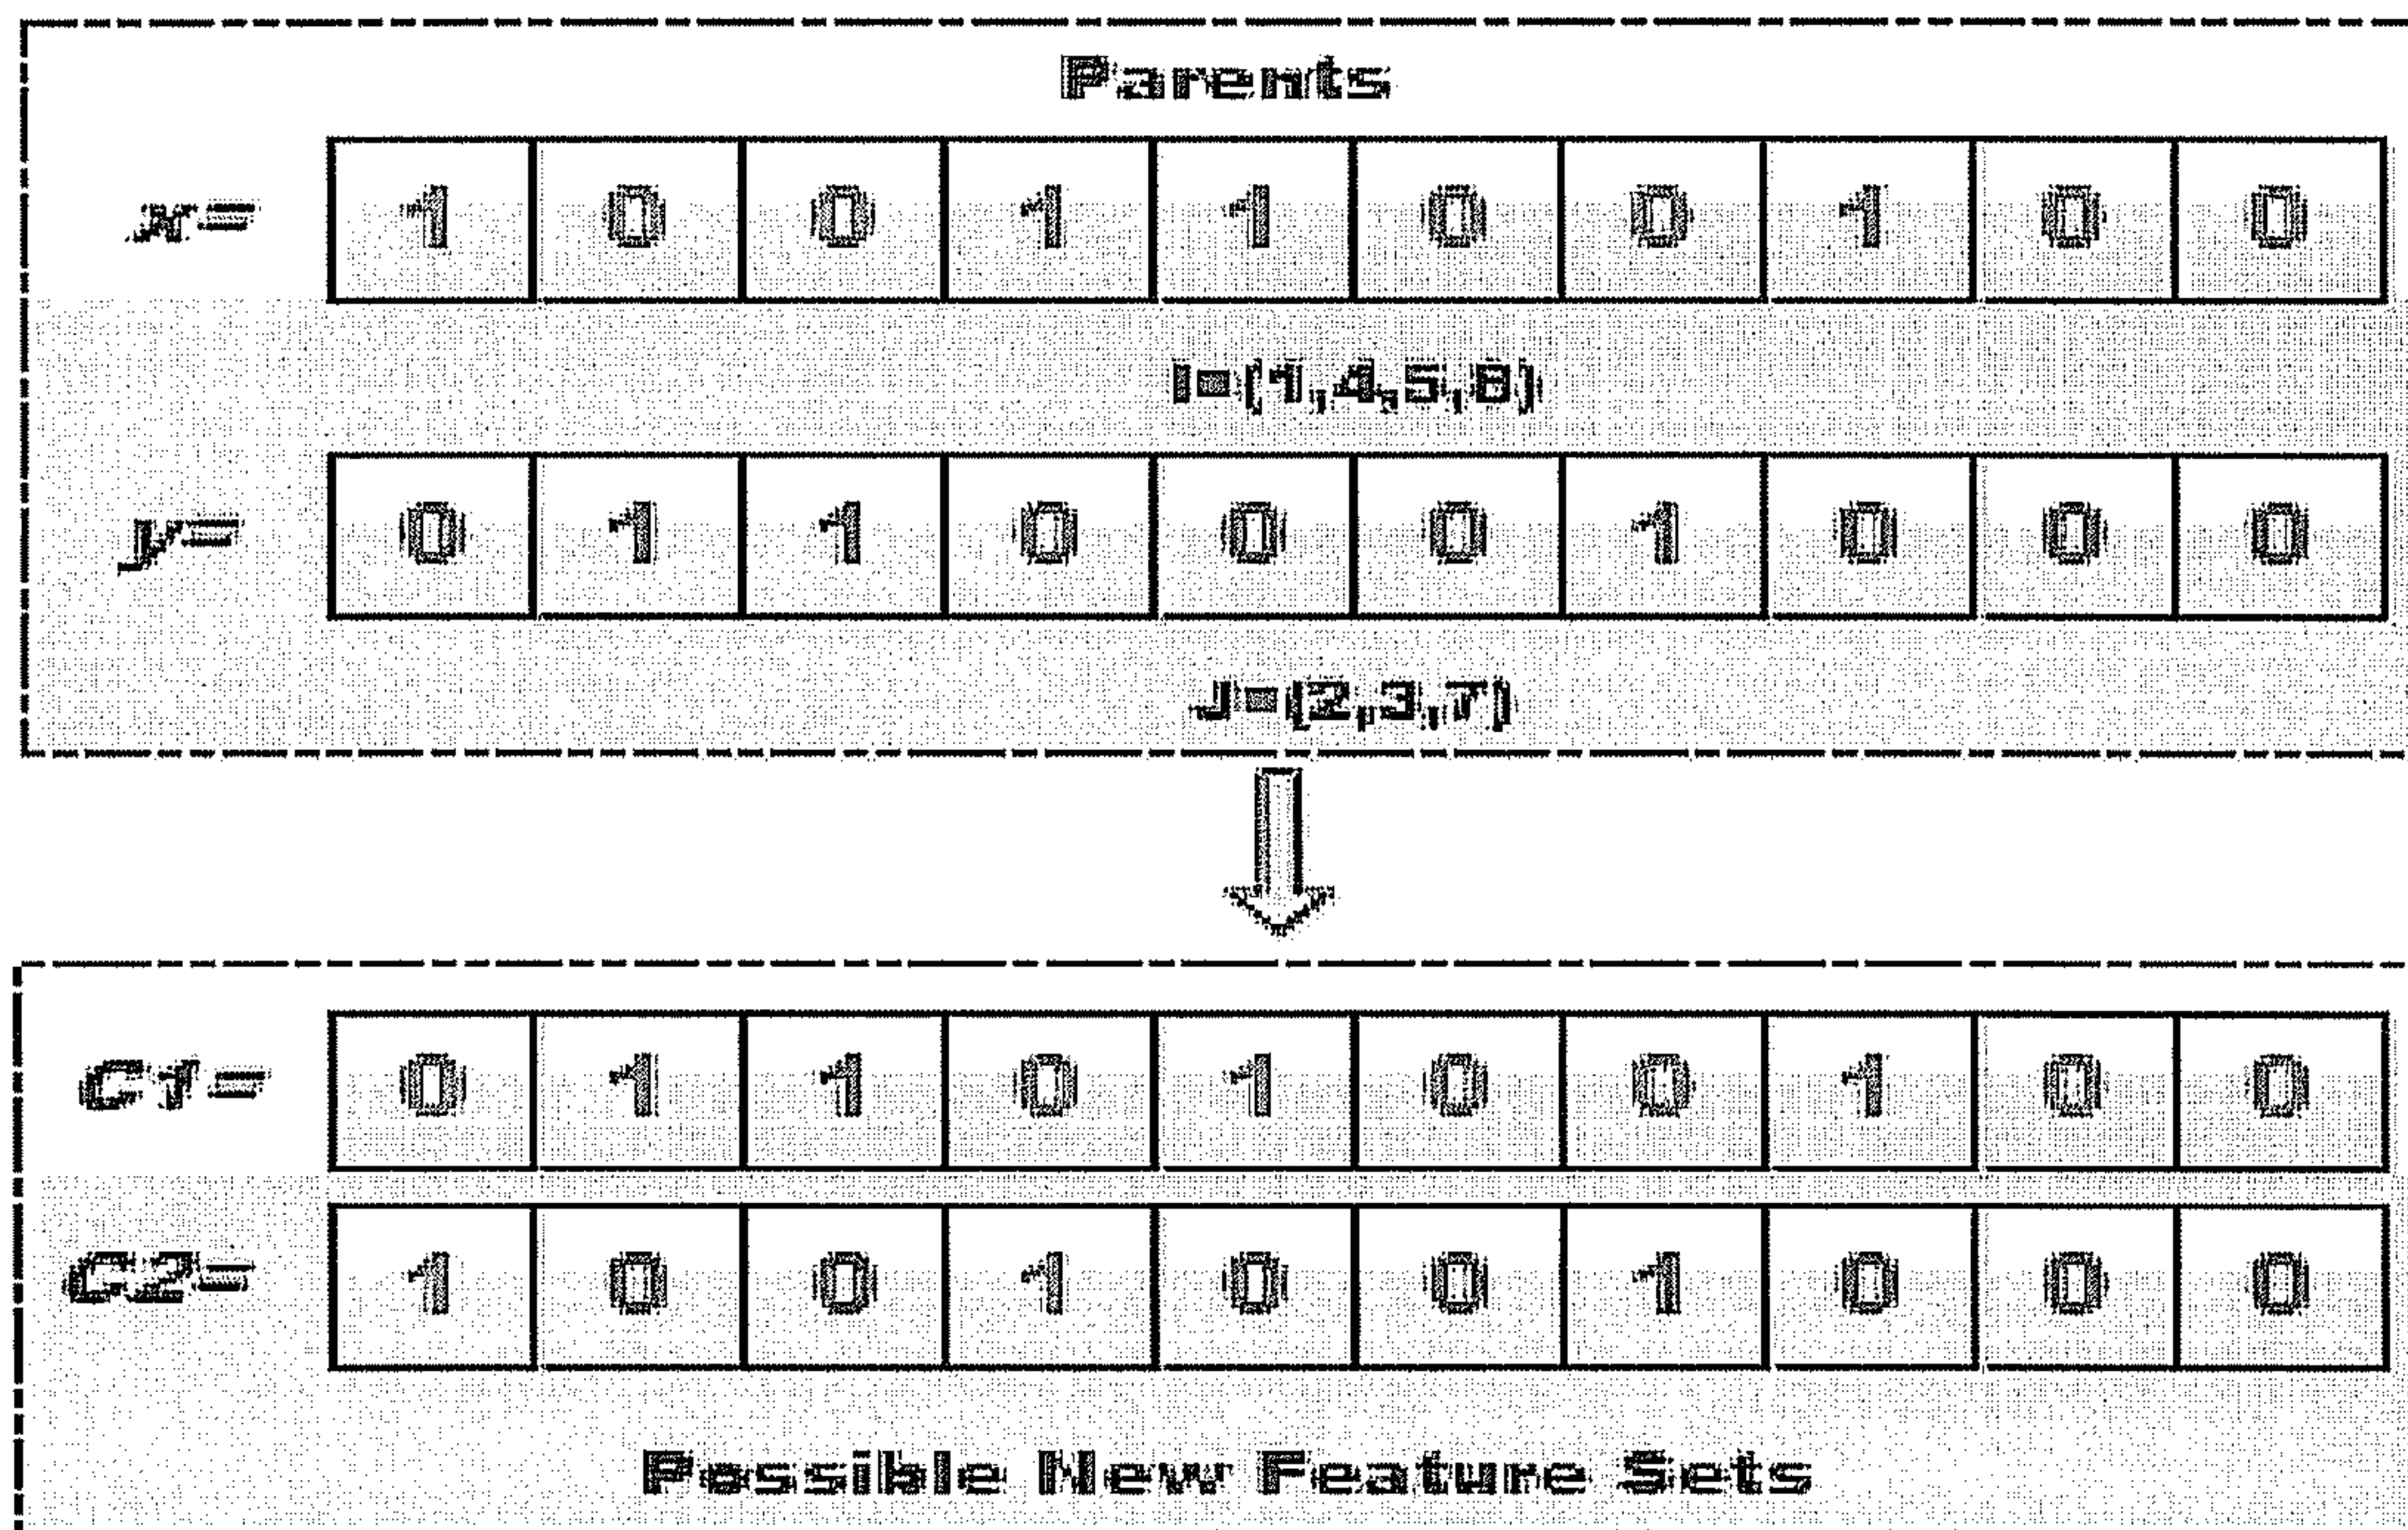 Parents
x= 1 0 0 1 1 0 0 1 0 0
I=(1,4,5,8)
y= 0 1 1 0 0 0 1 0 0 0
J=(2,3,7)
C1= 0 1 1 0 1 0 0 1 0 0
C2= 1 0 0 1 0 0 1 0 0 0
Possible New Feature Sets